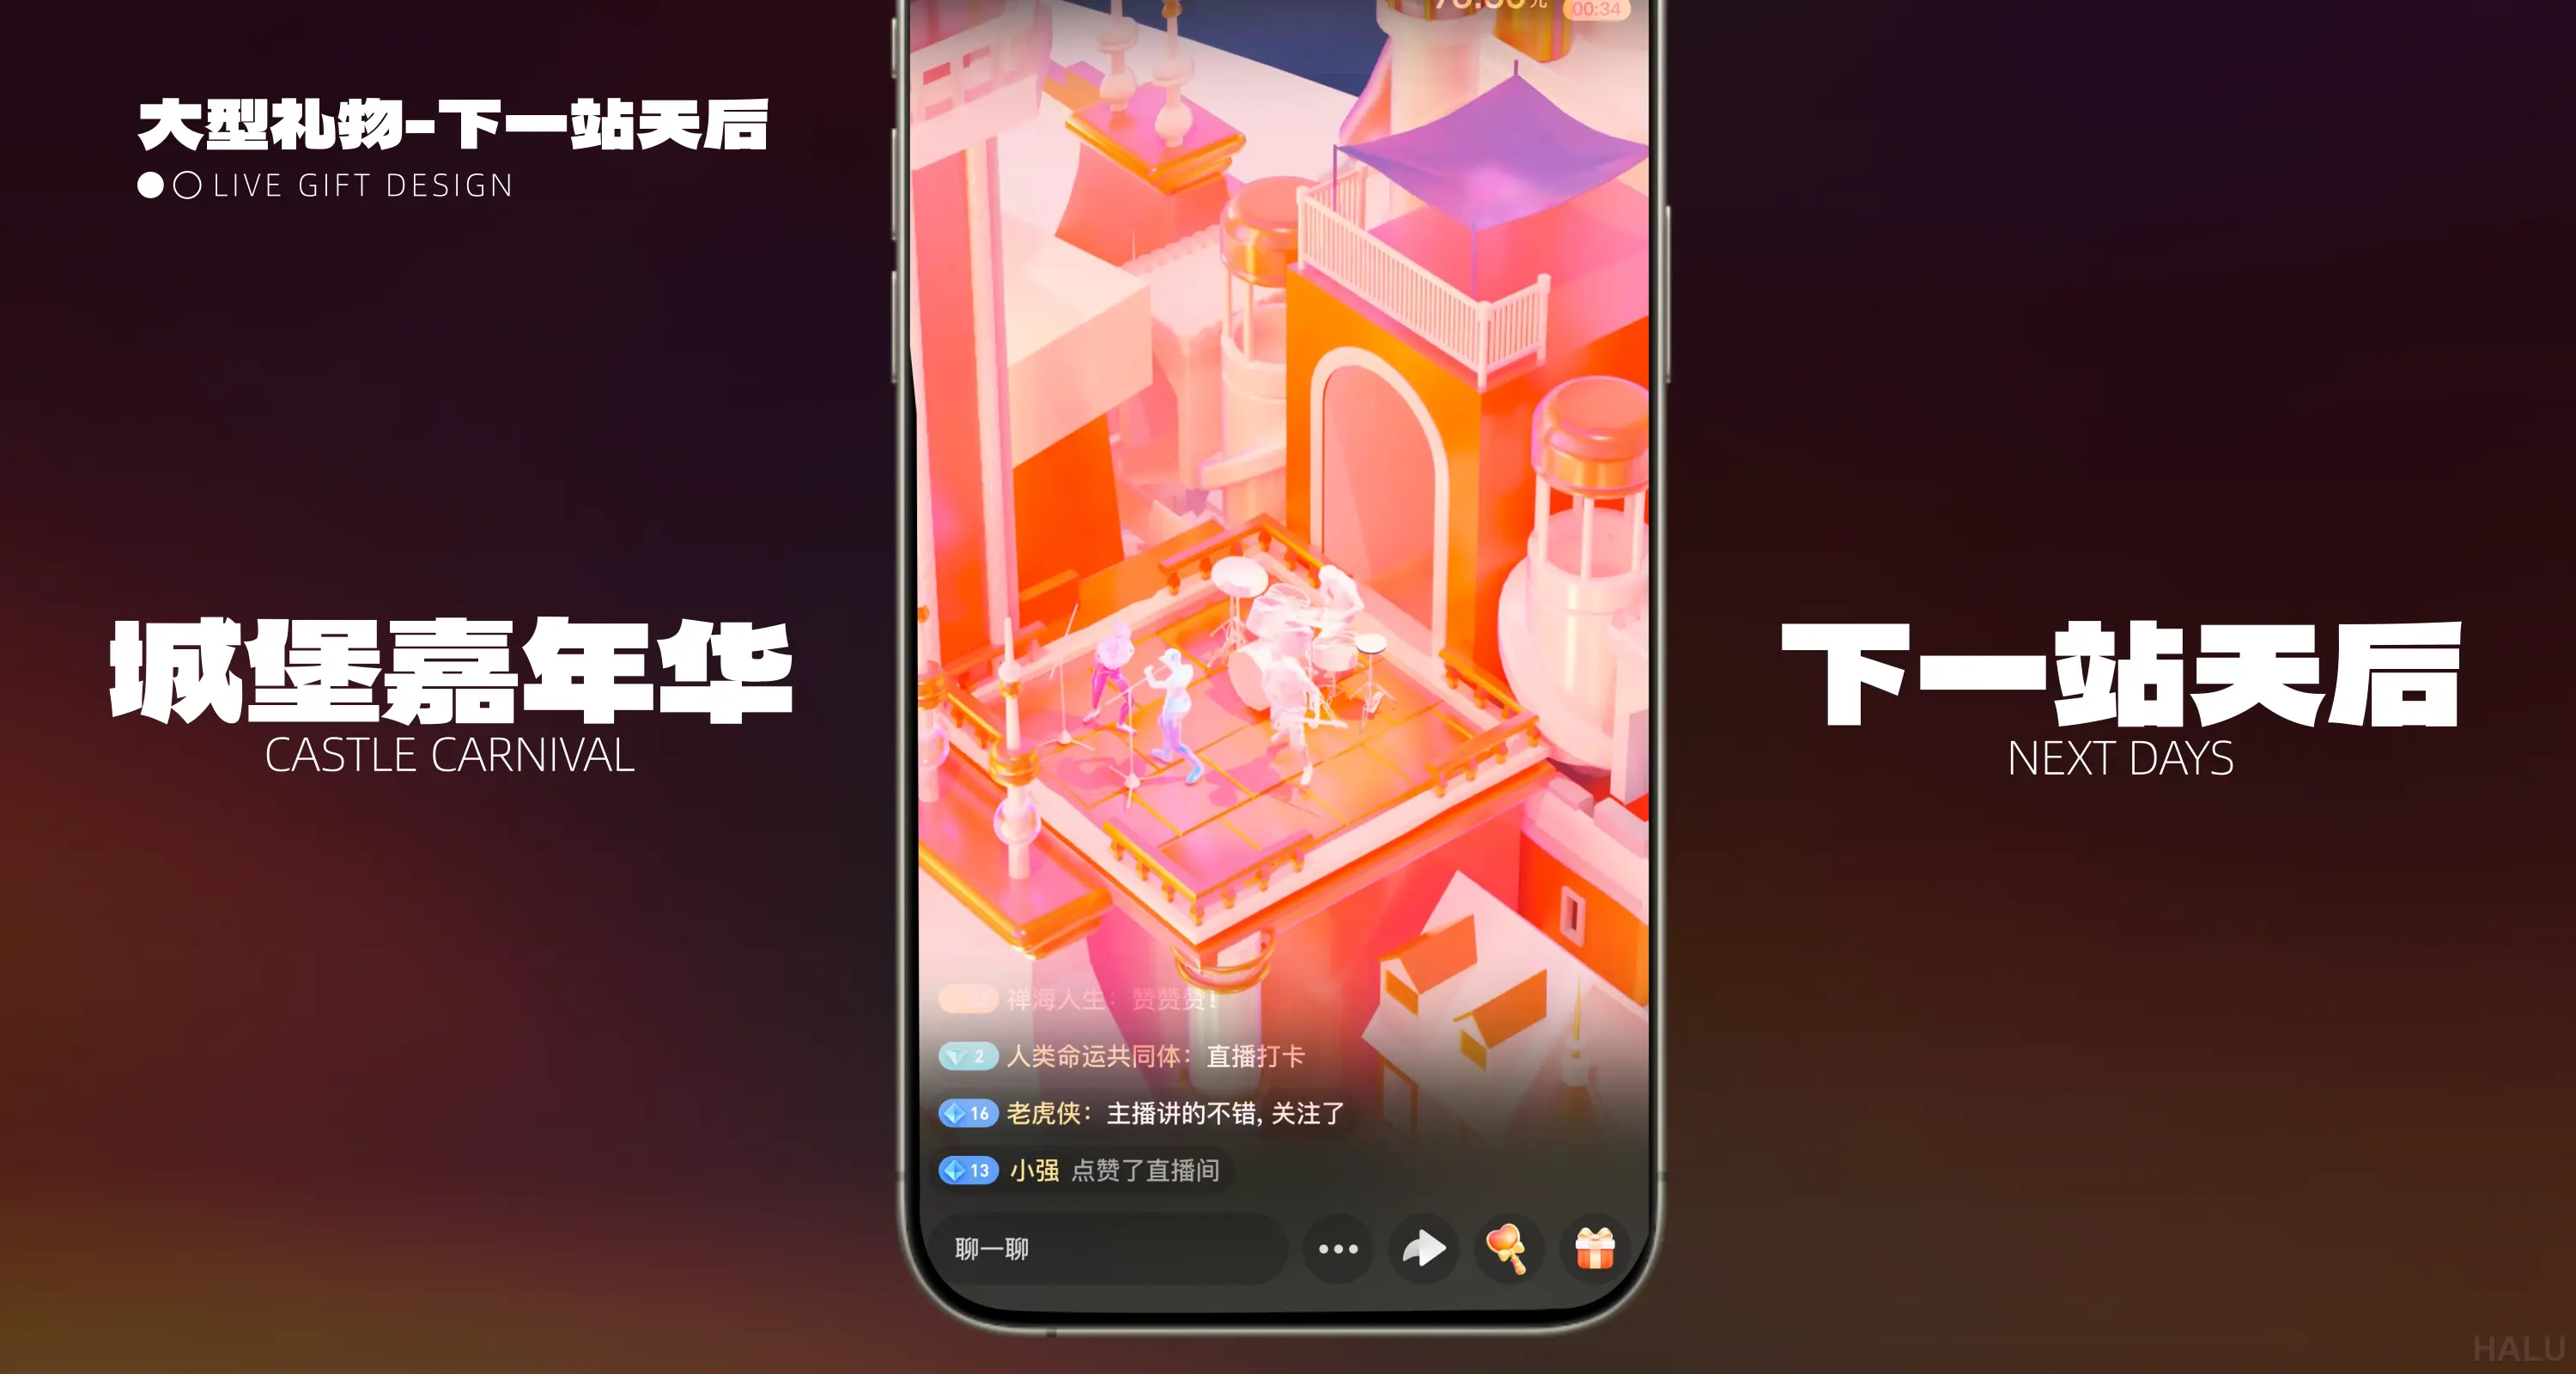 大型礼物-下一站天后
LIVE GIFT DESIGN
00:34
城堡嘉年华
CASTLE CARNIVAL
下一站天后
NEXT DAYS
禅海人生：赞赞赞！
2 人类命运共同体：直播打卡
16 老虎侠：主播讲的不错, 关注了
13 小强 点赞了直播间
聊一聊
HALU